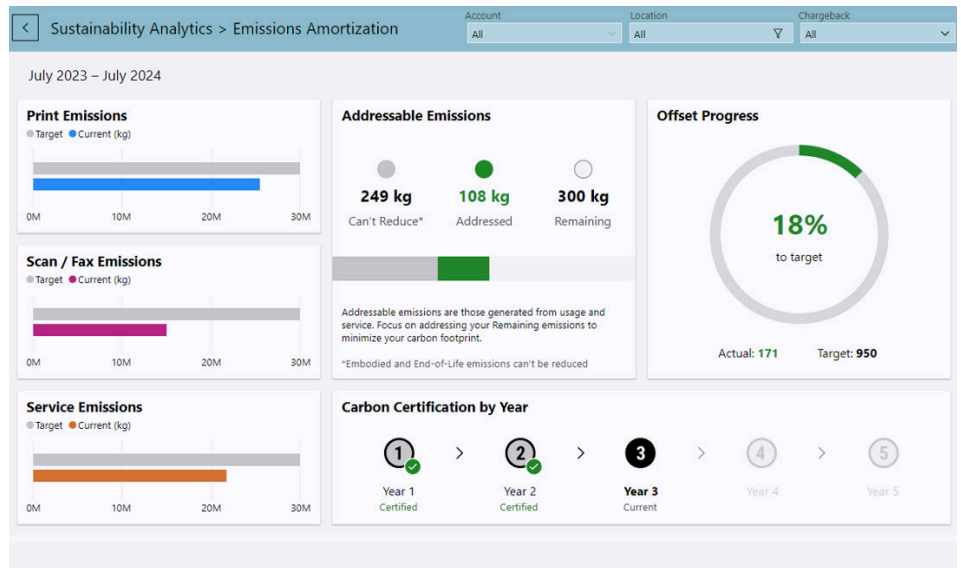 Sustainability Analytics > Emissions Amortization
Account
All
Location
All
Chargeback
All
July 2023 – July 2024
Print Emissions
Target Current (kg)
0M 10M 20M 30M
Scan / Fax Emissions
Target Current (kg)
0M 10M 20M 30M
Service Emissions
Target Current (kg)
0M 10M 20M 30M
Addressable Emissions
249 kg 108 kg 300 kg
Can't Reduce* Addressed Remaining
Addressable emissions are those generated from usage and
service. Focus on addressing your Remaining emissions to
minimize your carbon footprint.
*Embodied and End-of-Life emissions can't be reduced
Offset Progress
18%
to target
Actual: 171 Target: 950
Carbon Certification by Year
1 > 2 > 3 > 4 > 5
Year 1 Year 2 Year 3 Year 4 Year 5
Certified Certified Current